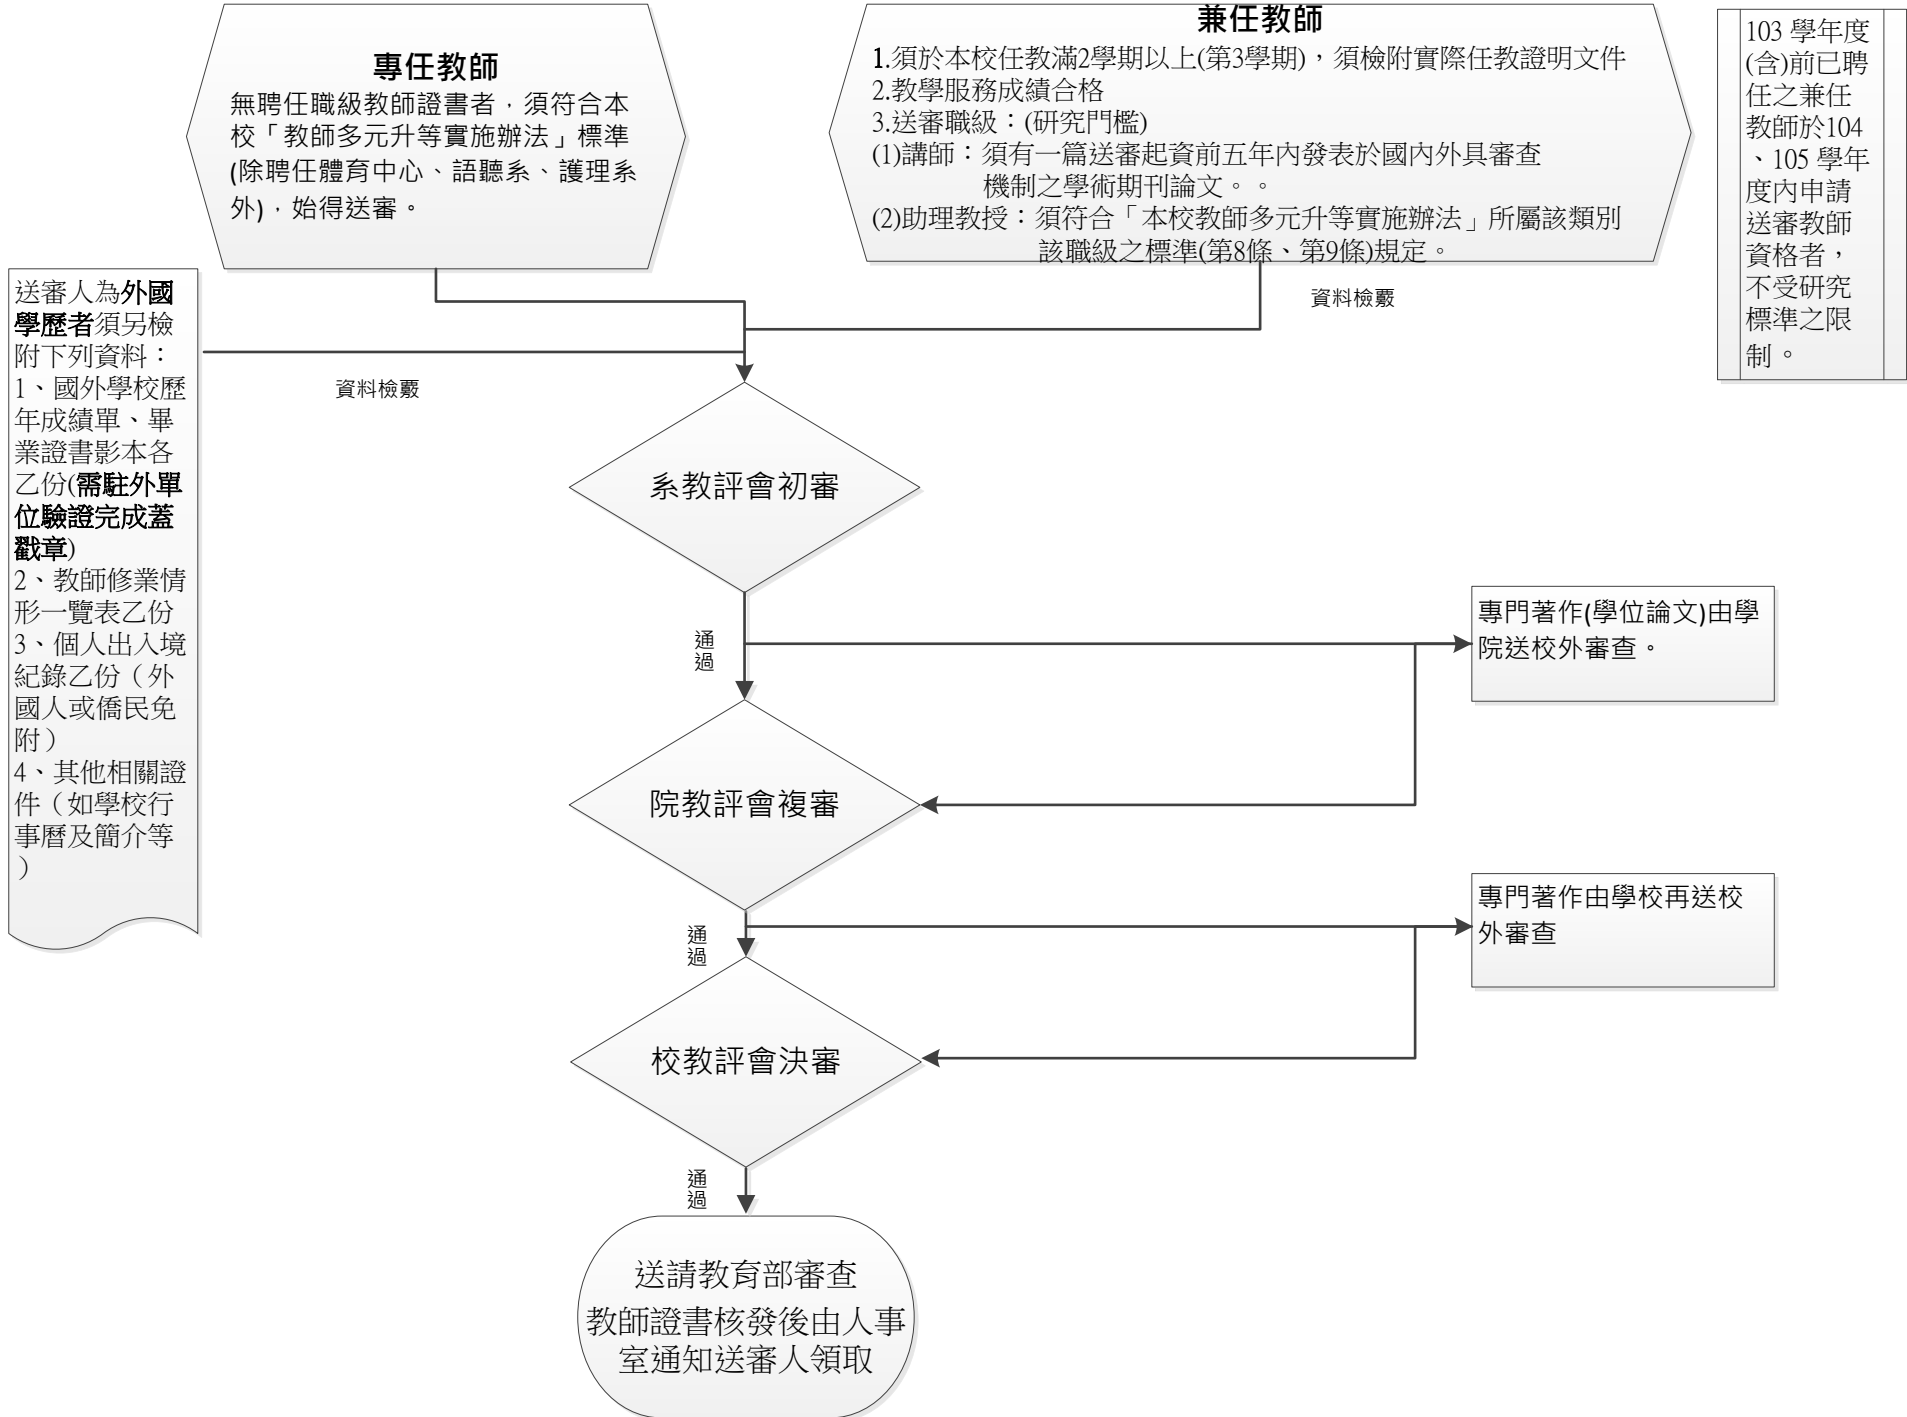 專任教師
無聘任職級教師證書者，須符合本
校「教師多元升等實施辦法」標準
(除聘任體育中心、語聽系、護理系
外)，始得送審。
兼任教師
1.須於本校任教滿2學期以上(第3學期)，須檢附實際任教證明文件
2.教學服務成績合格
3.送審職級：(研究門檻)
(1)講師：須有一篇送審起資前五年內發表於國內外具審查
機制之學術期刊論文。。
(2)助理教授：須符合「本校教師多元升等實施辦法」所屬該類別
該職級之標準(第8條、第9條)規定。
103 學年度
(含)前已聘
任之兼任
教師於104
、105 學年
度內申請
送審教師
資格者，
不受研究
標準之限
制。
送審人為外國
學歷者須另檢
附下列資料：
1、國外學校歷
年成績單、畢
業證書影本各
乙份(需駐外單
位驗證完成蓋
戳章)
2、教師修業情
形一覽表乙份
3、個人出入境
紀錄乙份（外
國人或僑民免
附）
4、其他相關證
件（如學校行
事曆及簡介等
）
資料檢覈
資料檢覈
系教評會初審
通
過
專門著作(學位論文)由學
院送校外審查。
院教評會複審
通
過
專門著作由學校再送校
外審查
校教評會決審
通
過
送請教育部審查
教師證書核發後由人事
室通知送審人領取